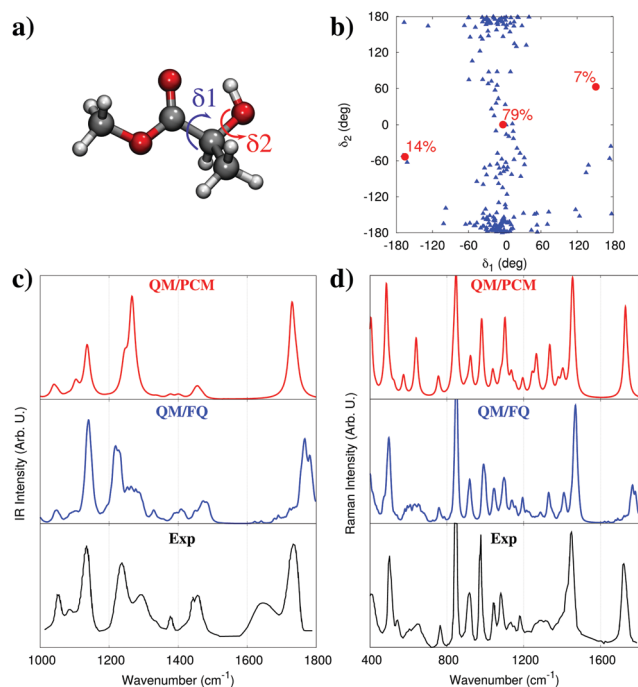 a)
δ1
δ2
b)
180
120
60
0
-60
-120
-180
-180
-120
-60
0
60
120
180
δ₂ (deg)
δ₁ (deg)
7%
79%
14%
c)
QM/PCM
QM/FQ
Exp
IR Intensity (Arb. U.)
1000
1200
1400
1600
1800
Wavenumber (cm⁻¹)
d)
QM/PCM
QM/FQ
Exp
Raman Intensity (Arb. U.)
400
800
1200
1600
Wavenumber (cm⁻¹)